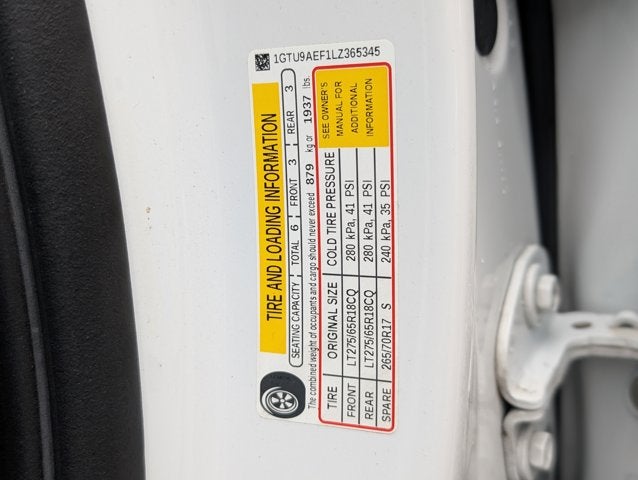 1GTU9AEF1LZ365345
TIRE AND LOADING INFORMATION
SEATING CAPACITY TOTAL 6 FRONT 3 REAR 3
The combined weight of occupants and cargo should never exceed 879 kg or 1937 lbs.
TIRE ORIGINAL SIZE COLD TIRE PRESSURE
FRONT LT275/65R18CQ 280 kPa, 41 PSI
REAR LT275/65R18CQ 280 kPa, 41 PSI
SPARE 265/70R17 S 240 kPa, 35 PSI
SEE OWNER'S
MANUAL FOR
ADDITIONAL
INFORMATION